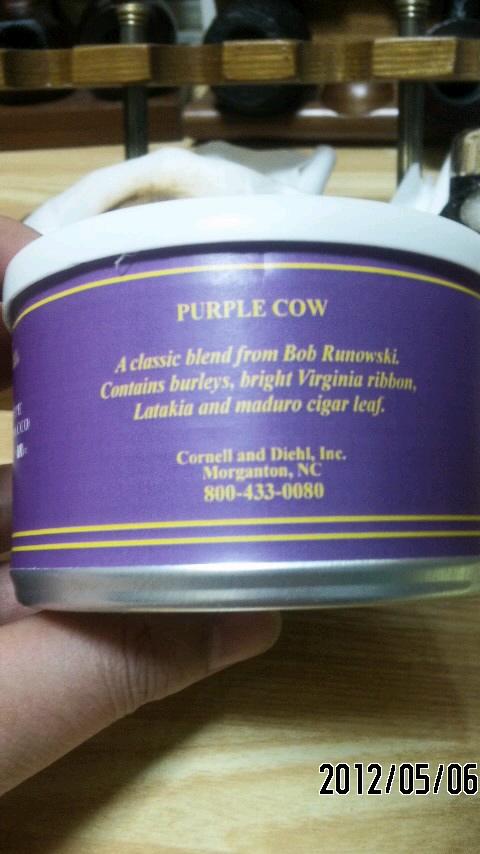 PURPLE COW
A classic blend from Bob Runowski.
Contains burleys, bright Virginia ribbon,
Latakia and maduro cigar leaf.
Cornell and Diehl, Inc.
Morganton, NC
800-433-0080
2012/05/06